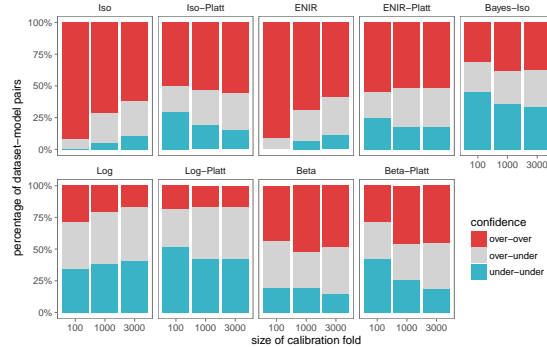 Iso Iso−Platt ENIR ENIR−Platt Bayes−Iso
100%
75%
50%
25%
0%
100 1000 3000
Log Log−Platt Beta Beta−Platt
100%
75%
50%
25%
0%
100 1000 3000 100 1000 3000 100 1000 3000 100 1000 3000
percentage of dataset−model pairs
size of calibration fold
confidence
over−over
over−under
under−under